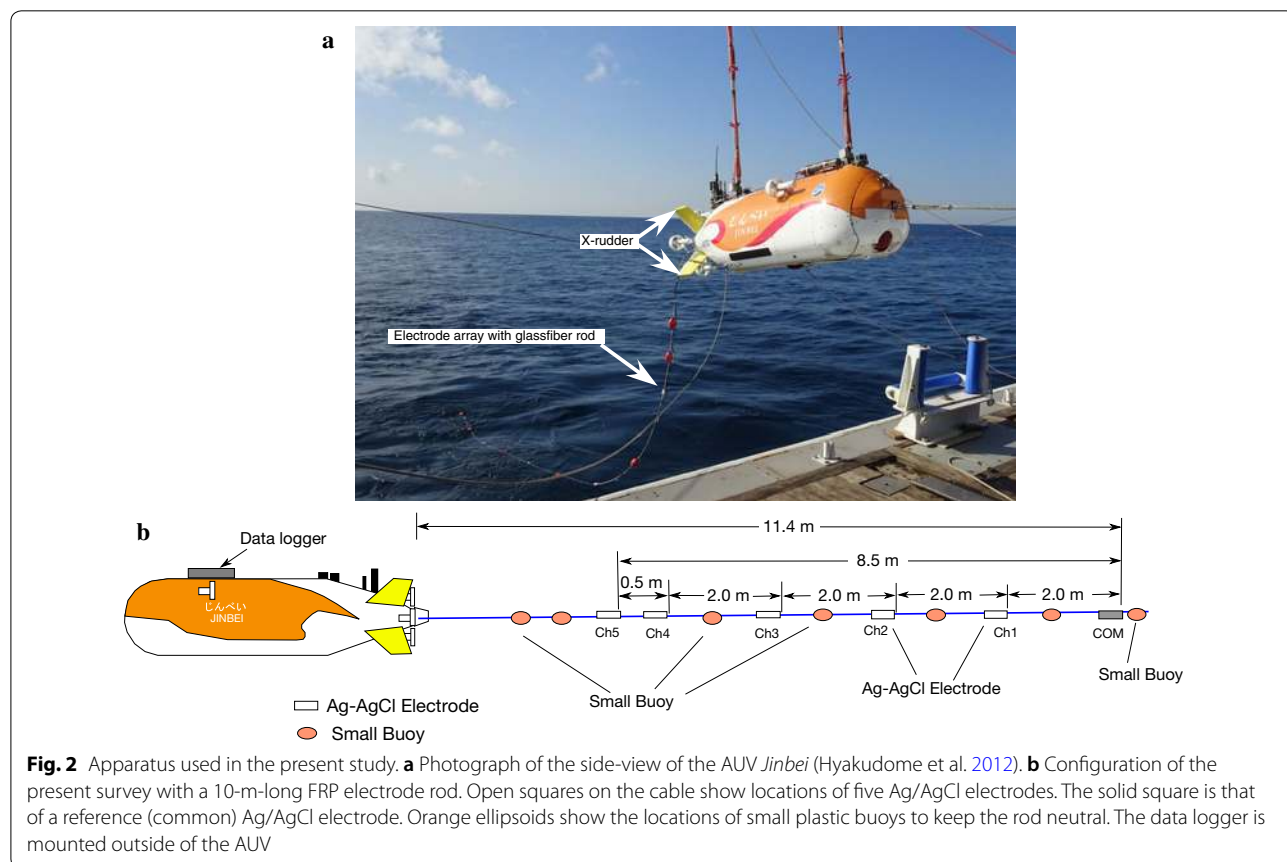 a
じんべい
JINBEI
X-rudder
Electrode array with glassfiber rod
b
Data logger
11.4 m
8.5 m
0.5 m 2.0 m 2.0 m 2.0 m 2.0 m
じんべい
JINBEI
Ch5 Ch4 Ch3 Ch2 Ch1 COM
Small Buoy Ag-AgCl Electrode Small Buoy
Ag-AgCl Electrode
Small Buoy
Fig. 2 Apparatus used in the present study. a Photograph of the side-view of the AUV Jinbei (Hyakudome et al. 2012). b Configuration of the
present survey with a 10-m-long FRP electrode rod. Open squares on the cable show locations of five Ag/AgCl electrodes. The solid square is that
of a reference (common) Ag/AgCl electrode. Orange ellipsoids show the locations of small plastic buoys to keep the rod neutral. The data logger is
mounted outside of the AUV